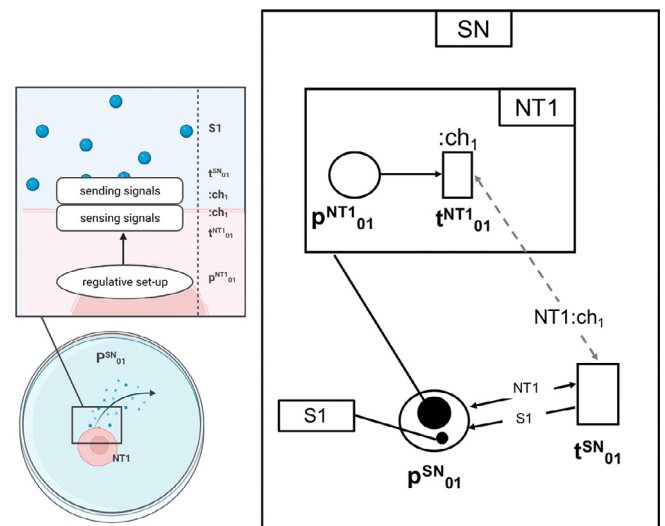 S1
t^SN_01
sending signals
:ch₁
sensing signals
:ch₁
t^NT1_01
regulative set-up
p^NT1_01
P^SN_01
NT1
SN
NT1
:ch₁
p^NT1_01
t^NT1_01
NT1:ch₁
NT1
S1
S1
p^SN_01
t^SN_01